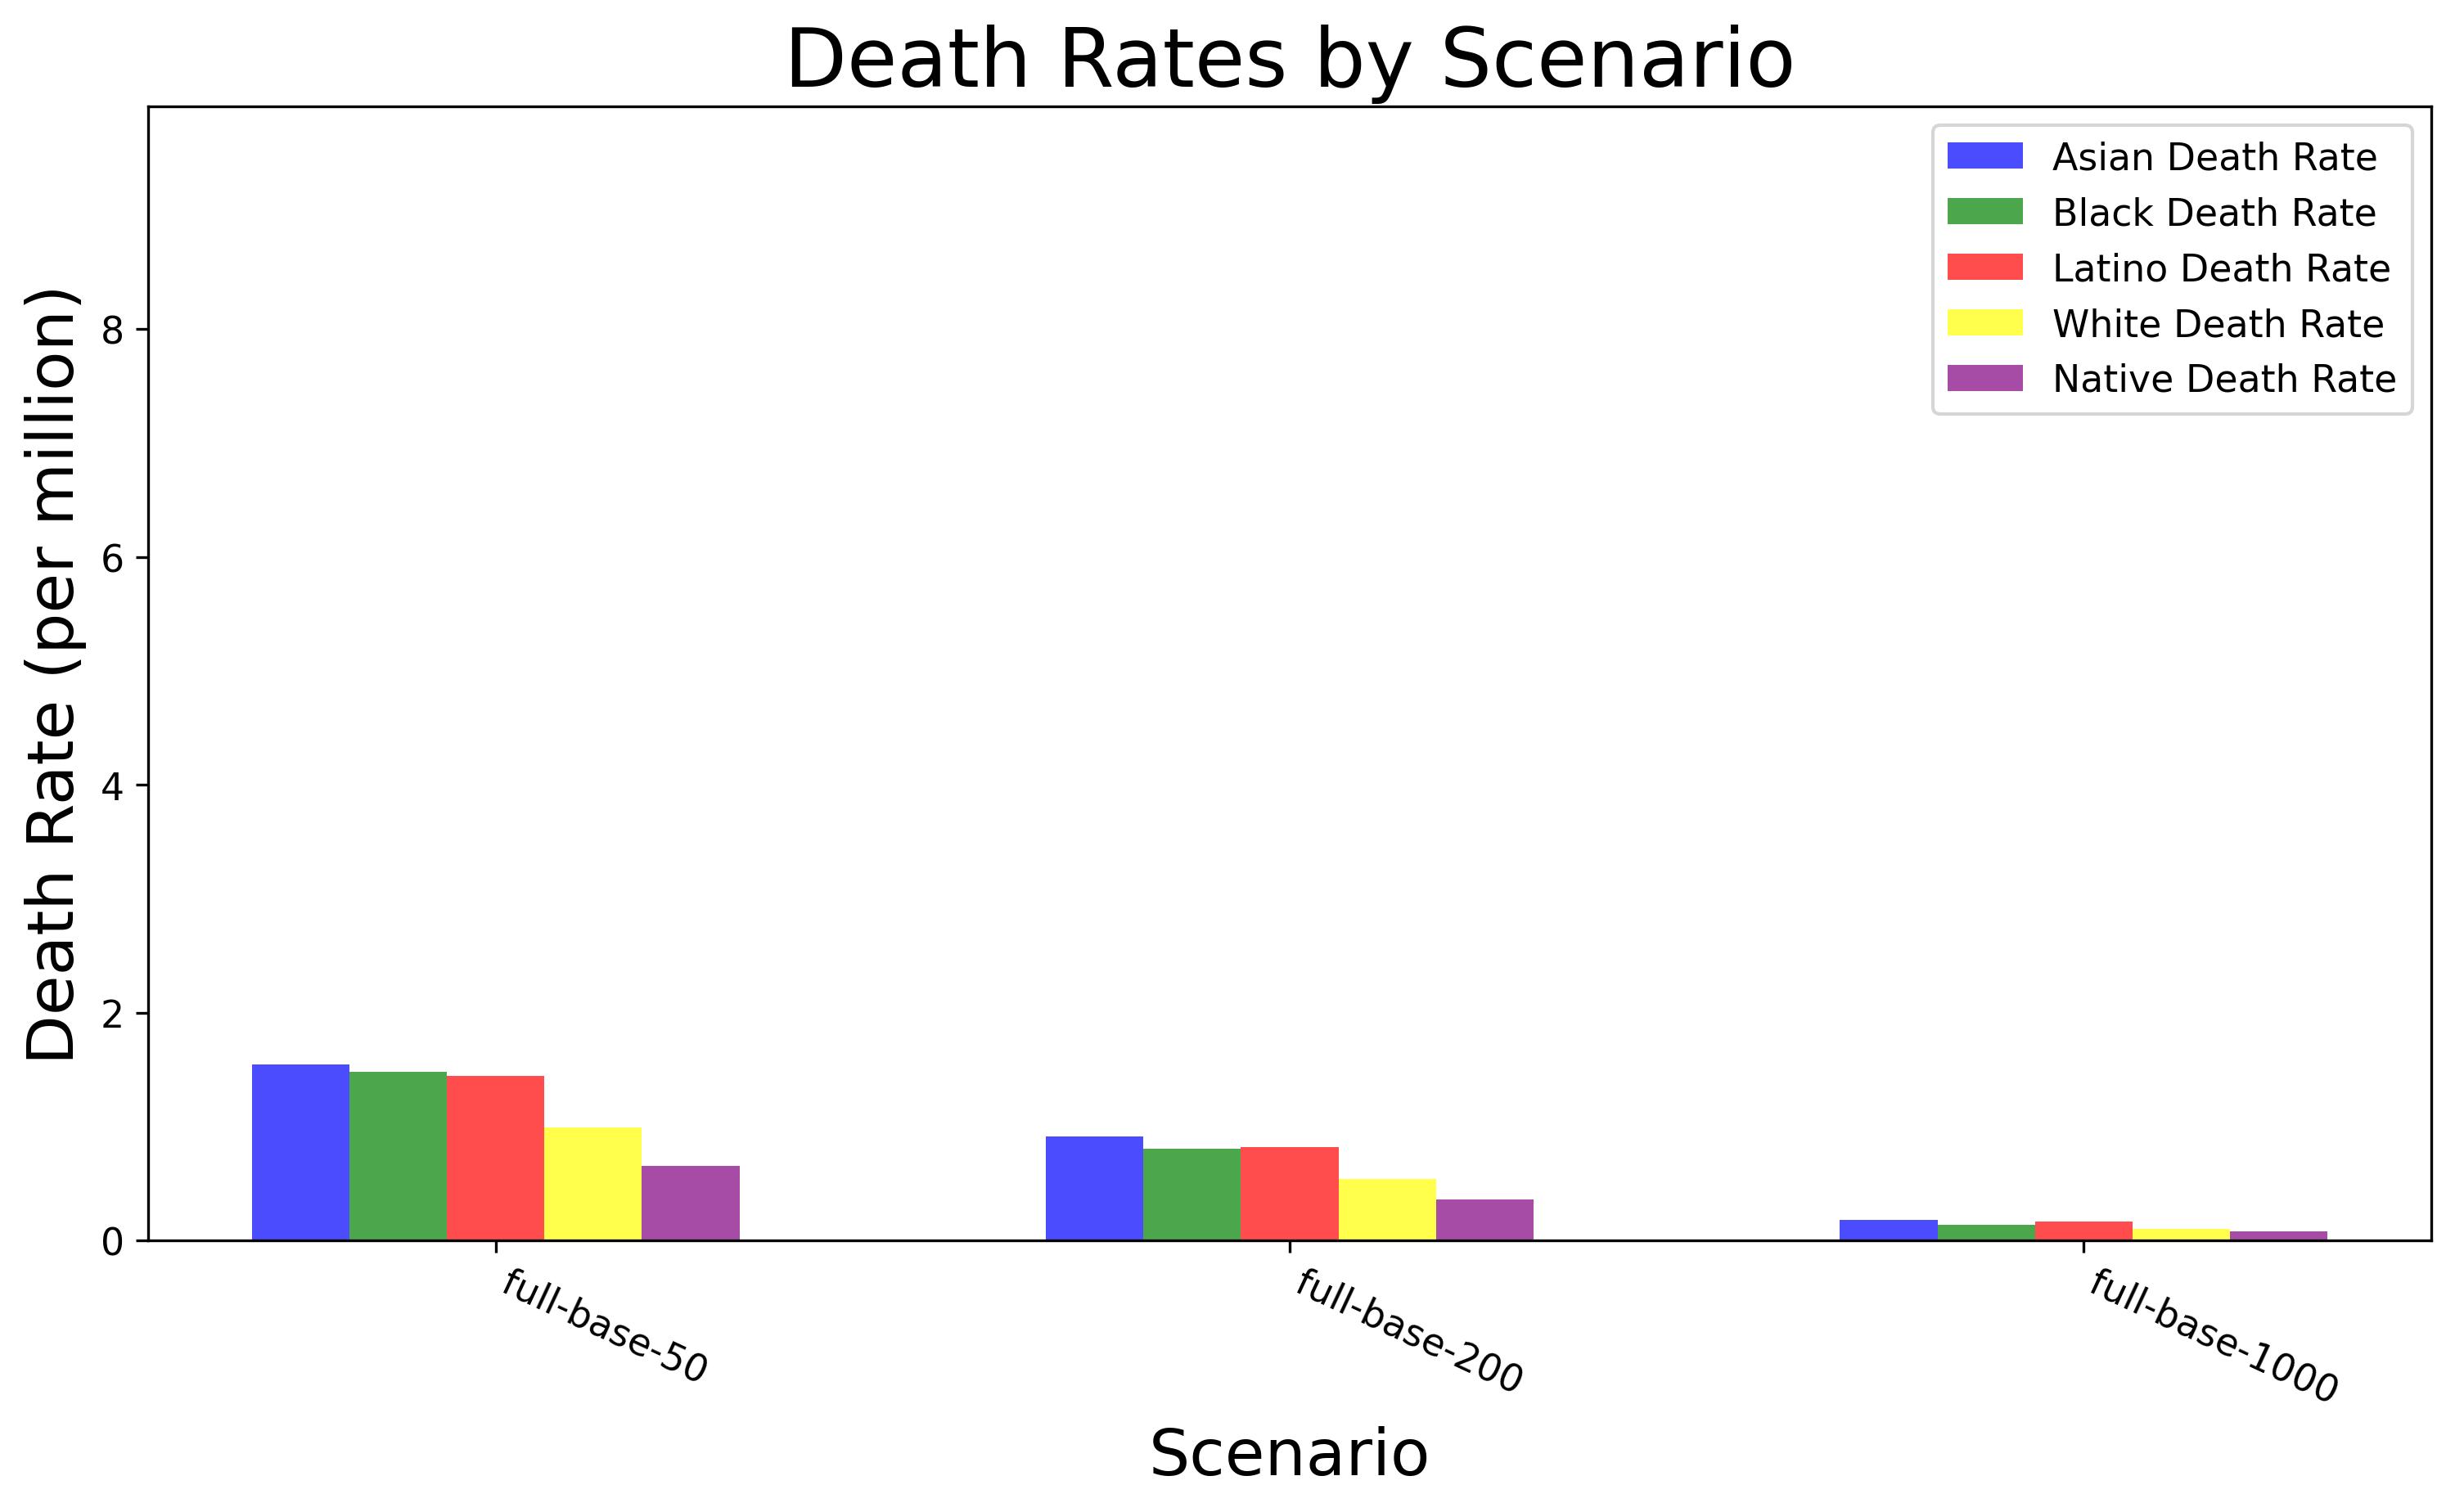 Death Rates by Scenario
Asian Death Rate
Black Death Rate
Latino Death Rate
White Death Rate
Native Death Rate
Death Rate (per million)
8
6
4
2
0
full-base-50
full-base-200
full-base-1000
Scenario